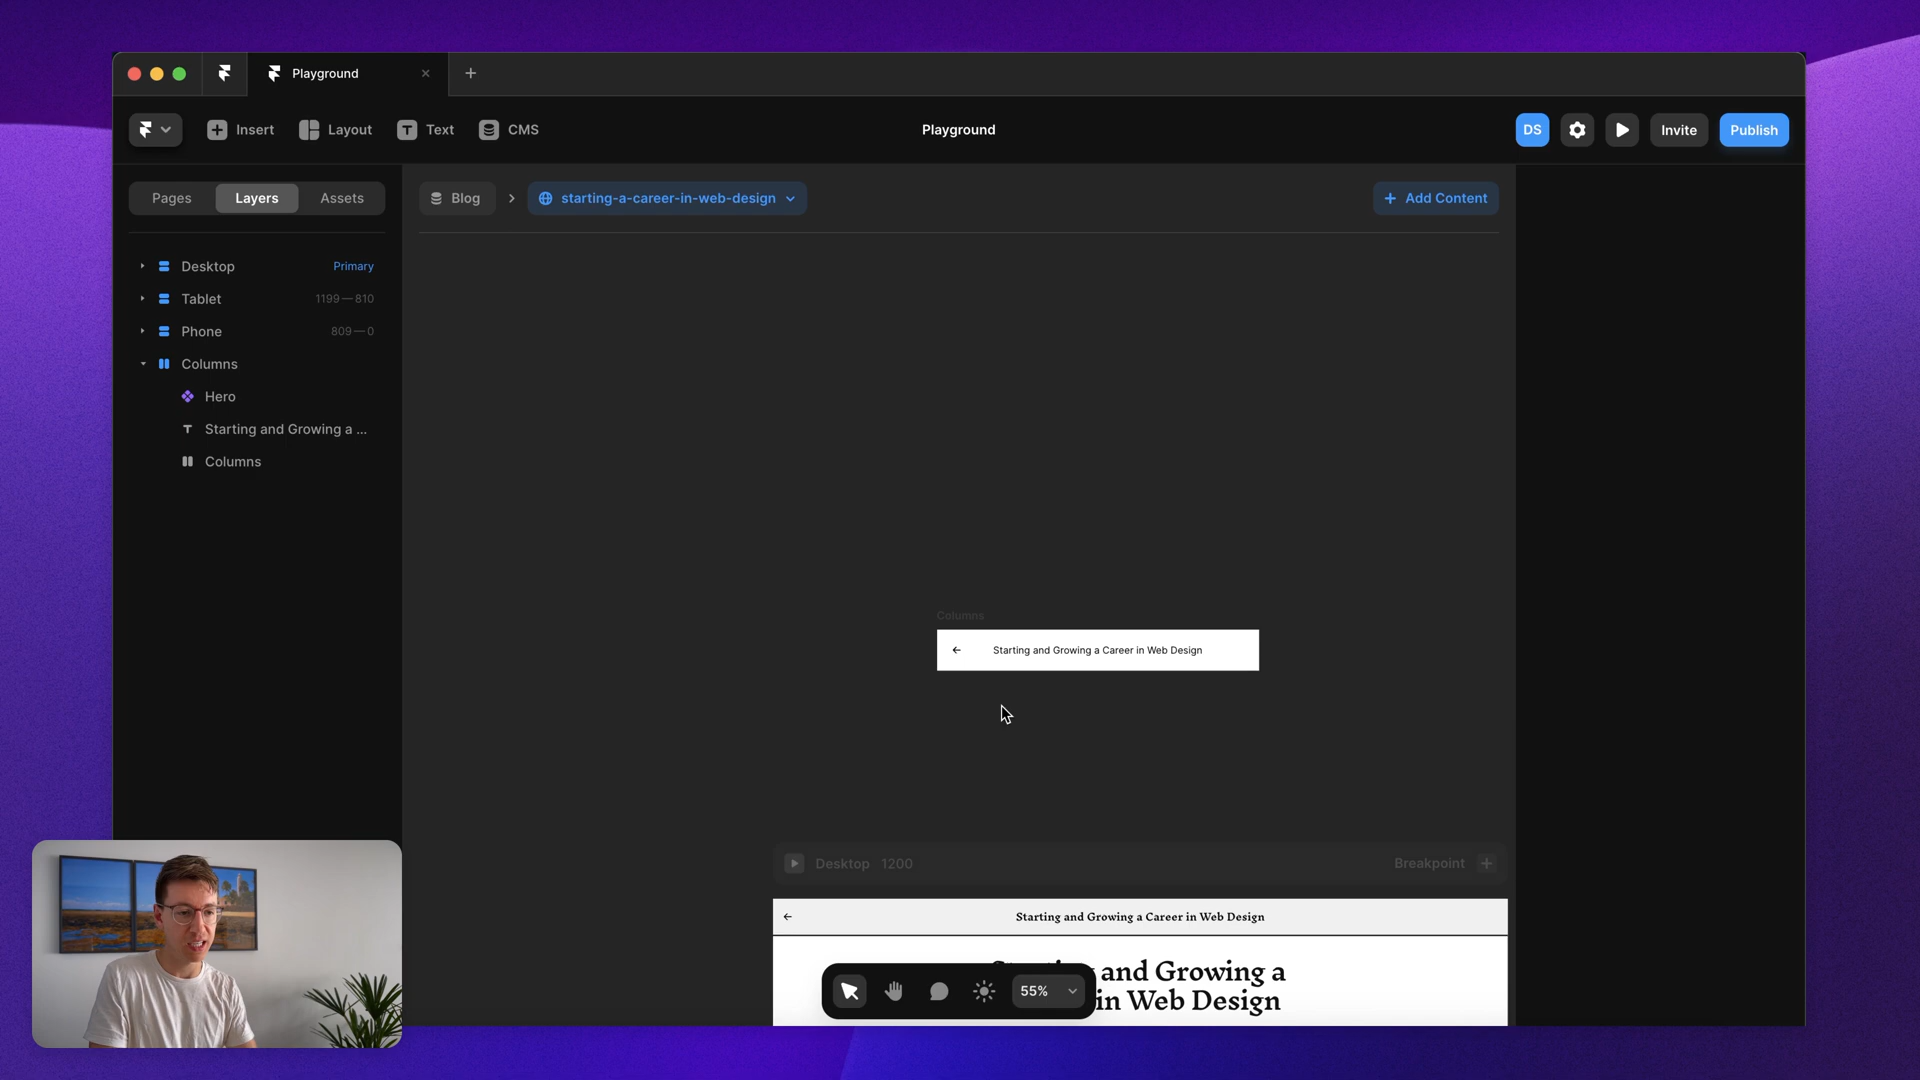 Playground
Insert
Layout
Text
CMS
Playground
DS
Invite
Publish
Pages
Layers
Assets
Blog
starting-a-career-in-web-design
Add Content
Desktop
Primary
Tablet
1199—810
Phone
809—0
Columns
Hero
Starting and Growing a ...
Columns
Columns
Starting and Growing a Career in Web Design
Desktop 1200
Breakpoint
Starting and Growing a Career in Web Design
and Growing a
in Web Design
55%